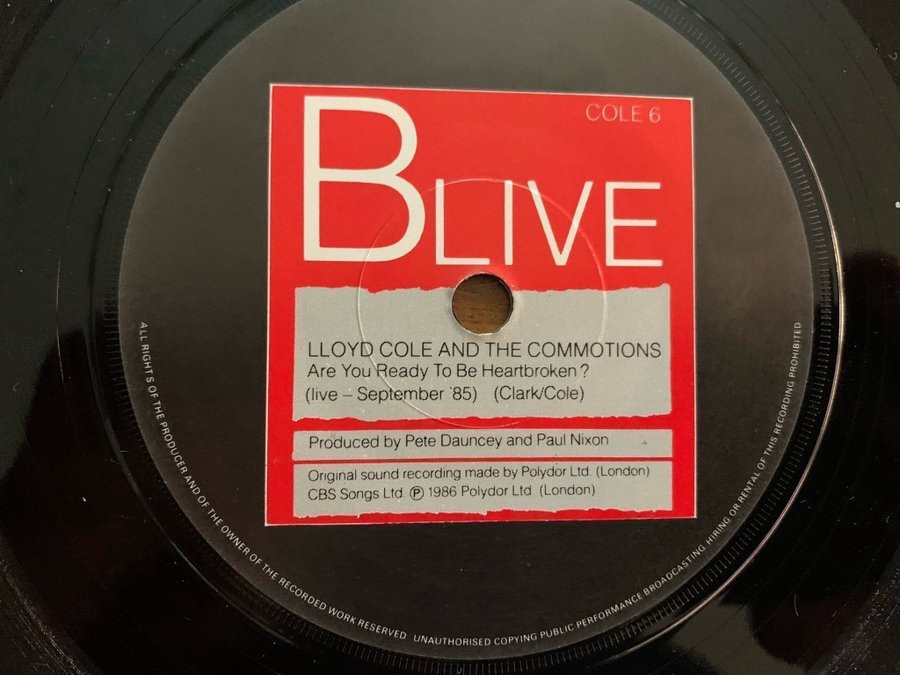 COLE 6
B LIVE
LLOYD COLE AND THE COMMOTIONS
Are You Ready To Be Heartbroken?
(live – September '85) (Clark/Cole)
Produced by Pete Dauncey and Paul Nixon
Original sound recording made by Polydor Ltd. (London)
CBS Songs Ltd. ℗ 1986 Polydor Ltd. (London)
ALL RIGHTS OF THE PRODUCER AND OF THE OWNER OF THE RECORDED WORK RESERVED UNAUTHORISED COPYING PUBLIC PERFORMANCE BROADCASTING HIRING OR RENTAL OF THIS RECORDING PROHIBITED